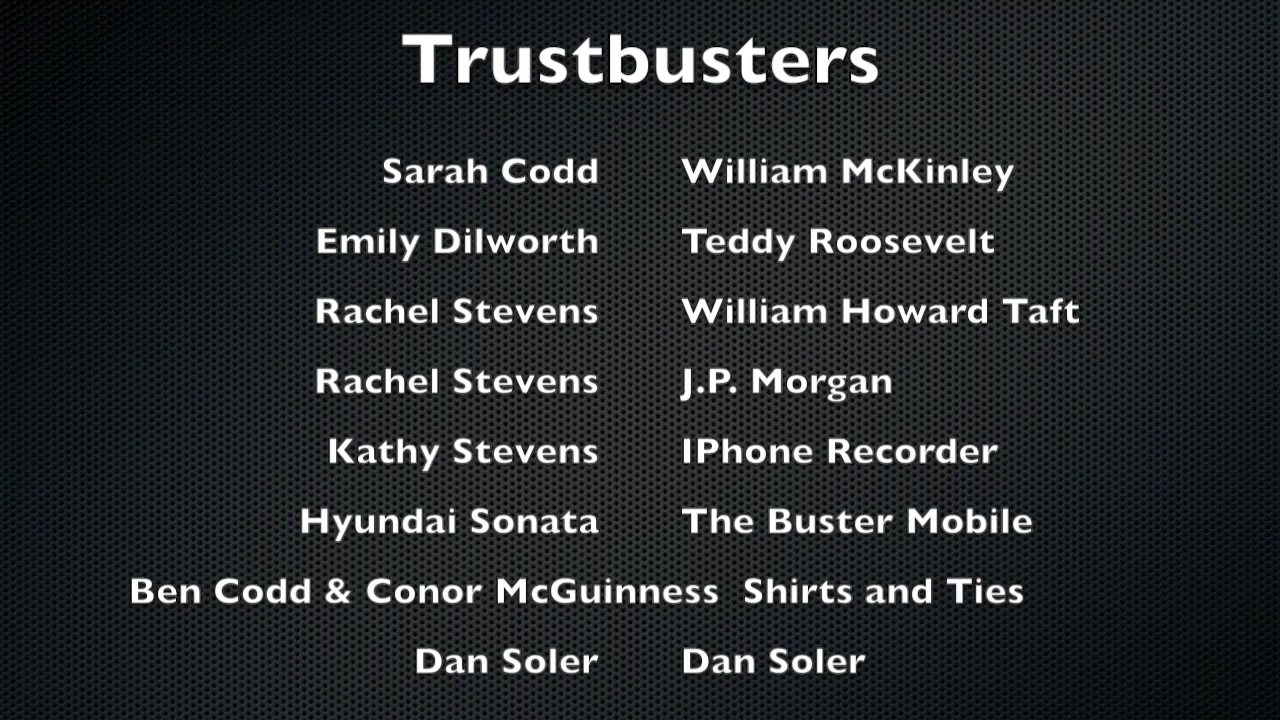 Trustbusters
Sarah Codd William McKinley
Emily Dilworth Teddy Roosevelt
Rachel Stevens William Howard Taft
Rachel Stevens J.P. Morgan
Kathy Stevens IPhone Recorder
Hyundai Sonata The Buster Mobile
Ben Codd & Conor McGuinness Shirts and Ties
Dan Soler Dan Soler